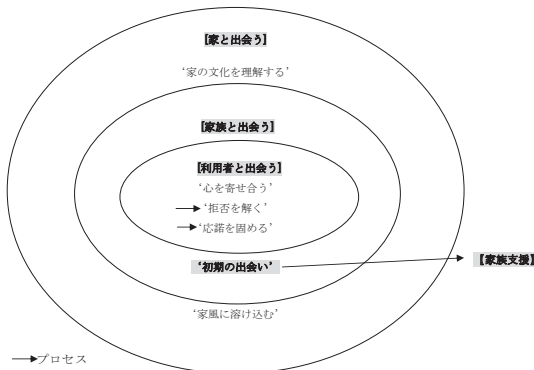 【家と出会う】
‘家の文化を理解する’
【家族と出会う】
【利用者と出会う】
‘心を寄せ合う’
‘拒否を解く’
‘応諾を固める’
‘初期の出会い’
【家族支援】
‘家風に溶け込む’
プロセス